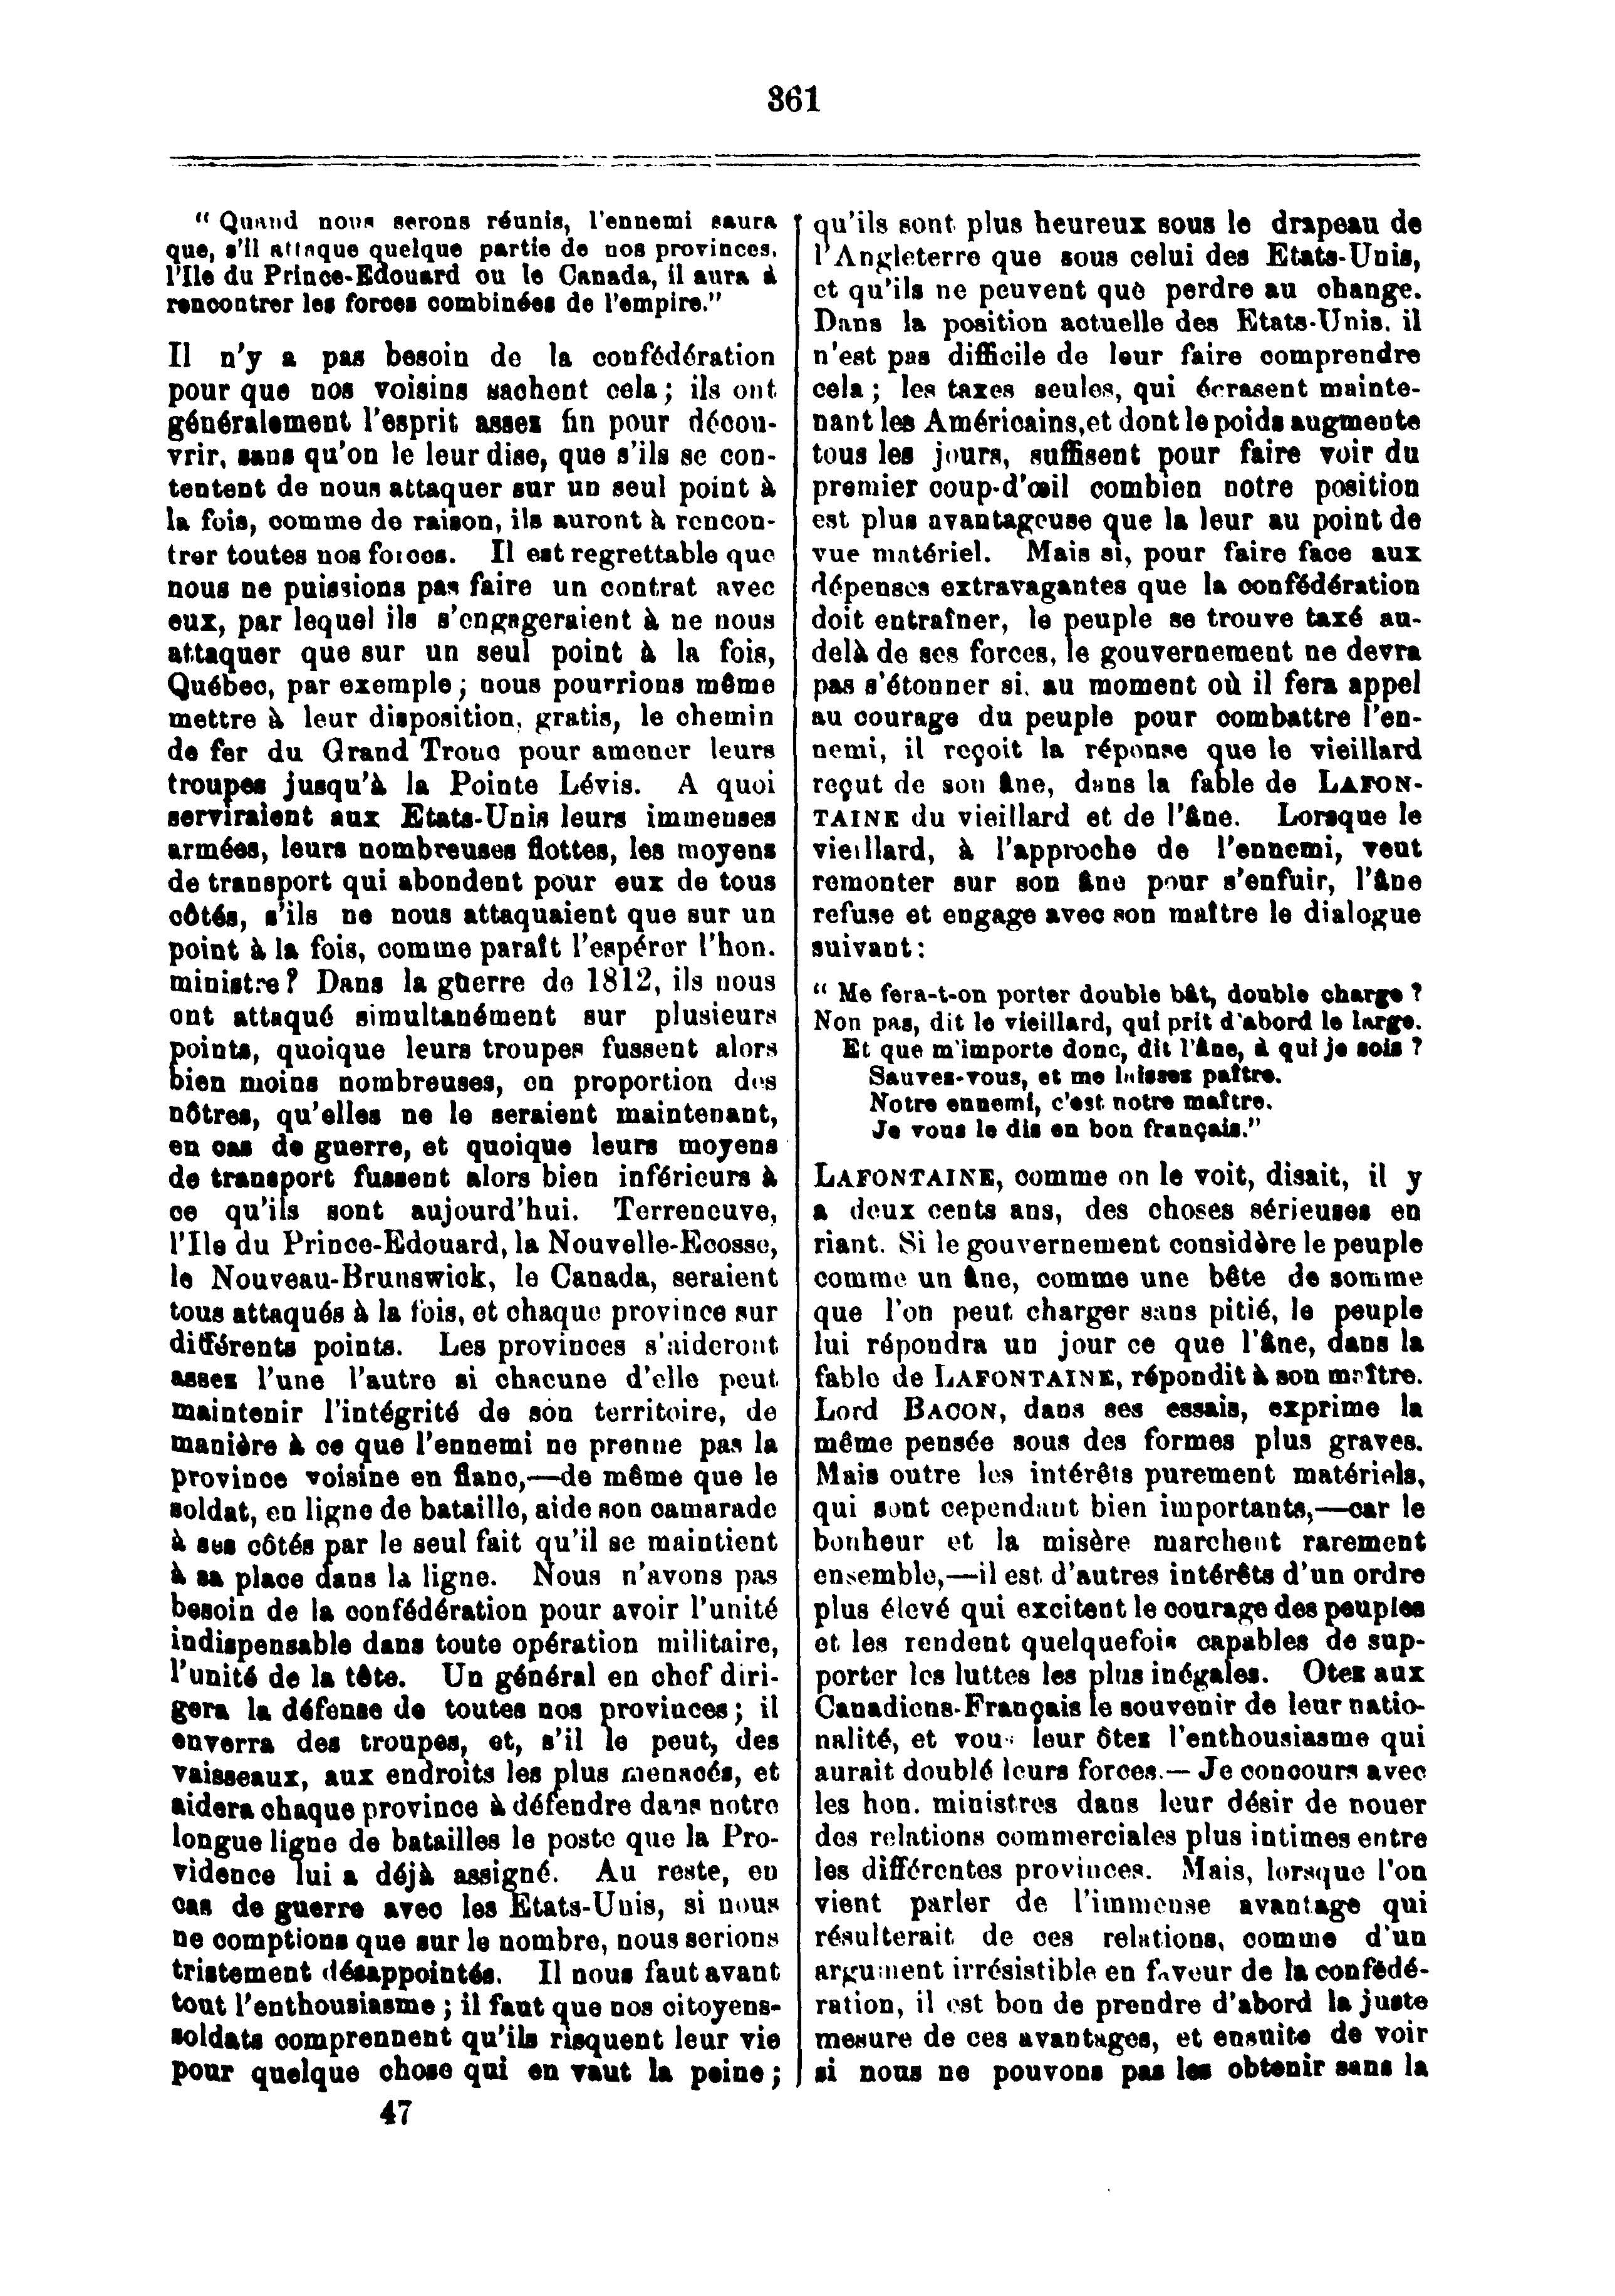 361
“ Quand nous serons réunis, l'ennemi saura
que, s'il attaque quelque partie de nos provinces,
l'Ile du Prince-Edouard ou le Canada, il aura à
rencontrer les forces combinées de l'empire.”
Il n'y a pas besoin de la confédération
pour que nos voisins sachent cela ; ils ont
généralement l'esprit assez fin pour décou-
vrir, sans qu'on le leur dise, que s'ils se con-
tentent de nous attaquer sur un seul point à
la fois, comme de raison, ils auront à rencon-
trer toutes nos forces. Il est regrettable que
nous ne puissions pas faire un contrat avec
eux, par lequel ils s'engageraient à ne nous
attaquer que sur un seul point à la fois,
Québec, par exemple ; nous pourrions même
mettre à leur disposition, gratis, le chemin
de fer du Grand Tronc pour amener leurs
troupes jusqu'à la Pointe Lévis. A quoi
serviraient aux Etats-Unis leurs immenses
armées, leurs nombreuses flottes, les moyens
de transport qui abondent pour eux de tous
côtés, s'ils ne nous attaquaient que sur un
point à la fois, comme paraît l'espérer l'hon.
ministre ? Dans la guerre de 1812, ils nous
ont attaqué simultanément sur plusieurs
points, quoique leurs troupes fussent alors
bien moins nombreuses, en proportion des
nôtres, qu'elles ne le seraient maintenant,
en cas de guerre, et quoique leurs moyens
de transport fussent alors bien inférieurs à
ce qu'ils sont aujourd'hui. Terreneuve,
l'Ile du Prince-Edouard, la Nouvelle-Ecosse,
le Nouveau-Brunswick, le Canada, seraient
tous attaqués à la fois, et chaque province sur
différents points. Les provinces s'aideront
assez l'une l'autre si chacune d'elle peut
maintenir l'intégrité de son territoire, de
manière à ce que l'ennemi ne prenne pas la
province voisine en flanc,—de même que le
soldat, en ligne de bataille, aide son camarade
à ses côtés par le seul fait qu'il se maintient
à sa place dans la ligne. Nous n'avons pas
besoin de la confédération pour avoir l'unité
indispensable dans toute opération militaire,
l'unité de la tête. Un général en chef diri-
gera la défense de toutes nos provinces ; il
enverra des troupes, et, s'il le peut, des
vaisseaux, aux endroits les plus menacés, et
aidera chaque province à défendre dans notre
longue ligne de batailles le poste que la Pro-
vidence lui a déjà assigné. Au reste, en
cas de guerre avec les Etats-Unis, si nous
ne comptions que sur le nombre, nous serions
tristement désappointés. Il nous faut avant
tout l'enthousiasme ; il faut que nos citoyens-
soldats comprennent qu'ils risquent leur vie
pour quelque chose qui en vaut la peine ;
47
qu'ils sont plus heureux sous le drapeau de
l'Angleterre que sous celui des Etats-Unis,
et qu'ils ne peuvent que perdre au change.
Dans la position actuelle des Etats-Unis, il
n'est pas difficile de leur faire comprendre
cela ; les taxes seules, qui écrasent mainte-
nant les Américains,et dont le poids augmente
tous les jours, suffisent pour faire voir du
premier coup-d'œil combien notre position
est plus avantageuse que la leur au point de
vue matériel. Mais si, pour faire face aux
dépenses extravagantes que la confédération
doit entraîner, le peuple se trouve taxé au-
delà de ses forces, le gouvernement ne devra
pas s'étonner si, au moment où il fera appel
au courage du peuple pour combattre l'en-
nemi, il reçoit la réponse que le vieillard
reçut de son âne, dans la fable de LAFON-
TAINE du vieillard et de l'âne. Lorsque le
vieillard, à l'approche de l'ennemi, veut
remonter sur son âne pour s'enfuir, l'âne
refuse et engage avec son maître le dialogue
suivant :
“ Me fera-t-on porter double bât, double charge ?
Non pas, dit le vieillard, qui prit d'abord le large.
Et que m'importe donc, dit l'âne, à qui je sois ?
Sauvez-vous, et me laissez paître.
Notre ennemi, c'est notre maître.
Je vous le dis en bon français.”
LAFONTAINE, comme on le voit, disait, il y
a deux cents ans, des choses sérieuses en
riant. Si le gouvernement considère le peuple
comme un âne, comme une bête de somme
que l'on peut charger sans pitié, le peuple
lui répondra un jour ce que l'âne, dans la
fable de LAFONTAINE, répondit à son maître.
Lord BACON, dans ses essais, exprime la
même pensée sous des formes plus graves.
Mais outre les intérêts purement matériels,
qui sont cependant bien importants,—car le
bonheur et la misère marchent rarement
ensemble,—il est d'autres intérêts d'un ordre
plus élevé qui excitent le courage des peuples
et les rendent quelquefois capables de sup-
porter les luttes les plus inégales. Otez aux
Canadiens-Français le souvenir de leur natio-
nalité, et vous leur ôtez l'enthousiasme qui
aurait doublé leurs forces.— Je concours avec
les hon. ministres dans leur désir de nouer
des relations commerciales plus intimes entre
les différentes provinces. Mais, lorsque l'on
vient parler de l'immense avantage qui
résulterait de ces relations, comme d'un
argument irrésistible en faveur de la confédé-
ration, il est bon de prendre d'abord la juste
mesure de ces avantages, et ensuite de voir
si nous ne pouvons pas les obtenir sans la